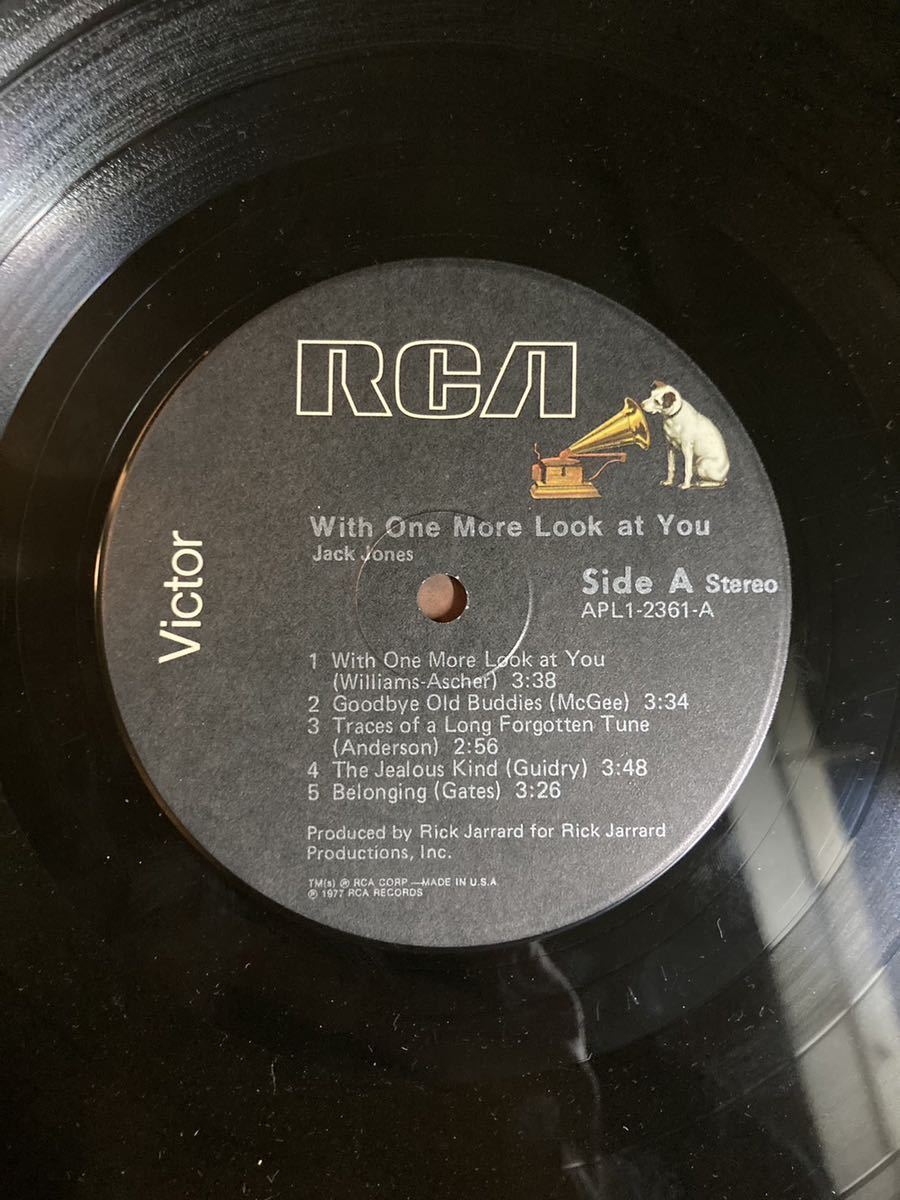 RCA
Victor
With One More Look at You
Jack Jones
Side A Stereo
APL1-2361-A
1 With One More Look at You
(Williams-Ascher) 3:38
2 Goodbye Old Buddies (McGee) 3:34
3 Traces of a Long Forgotten Tune
(Anderson) 2:56
4 The Jealous Kind (Guidry) 3:48
5 Belonging (Gates) 3:26
Produced by Rick Jarrard for Rick Jarrard
Productions, Inc.
TM(s) ® RCA CORP—MADE IN U.S.A.
℗ 1977 RCA RECORDS